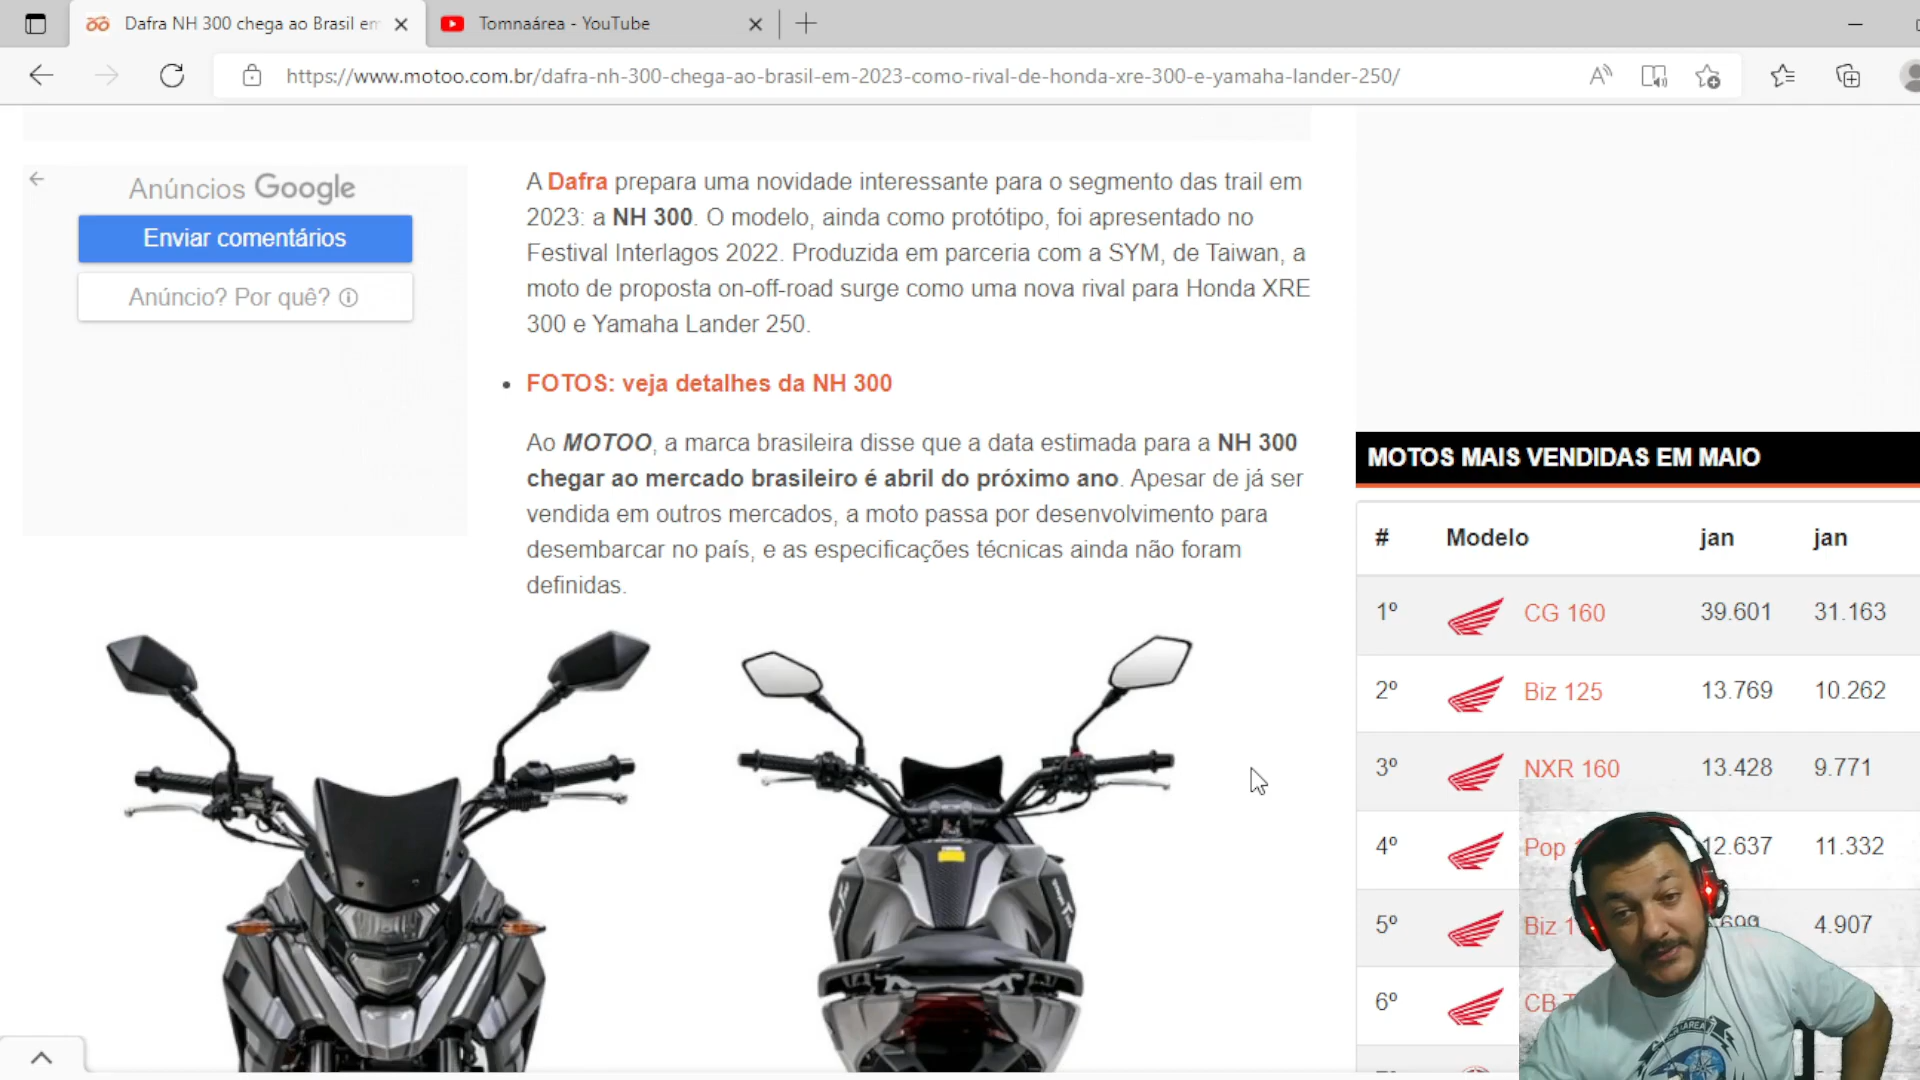 Dafra NH 300 chega ao Brasil em
Tomnaárea - YouTube
https://www.motoo.com.br/dafra-nh-300-chega-ao-brasil-em-2023-como-rival-de-honda-xre-300-e-yamaha-lander-250/
Anúncios Google
Enviar comentários
Anúncio? Por quê?
A Dafra prepara uma novidade interessante para o segmento das trail em
2023: a NH 300. O modelo, ainda como protótipo, foi apresentado no
Festival Interlagos 2022. Produzida em parceria com a SYM, de Taiwan, a
moto de proposta on-off-road surge como uma nova rival para Honda XRE
300 e Yamaha Lander 250.
• FOTOS: veja detalhes da NH 300
Ao MOTOO, a marca brasileira disse que a data estimada para a NH 300
chegar ao mercado brasileiro é abril do próximo ano. Apesar de já ser
vendida em outros mercados, a moto passa por desenvolvimento para
desembarcar no país, e as especificações técnicas ainda não foram
definidas.
MOTOS MAIS VENDIDAS EM MAIO
# Modelo jan jan
1º CG 160 39.601 31.163
2º Biz 125 13.769 10.262
3º NXR 160 13.428 9.771
4º Pop 12.637 11.332
5º Biz 4.907
6º CB